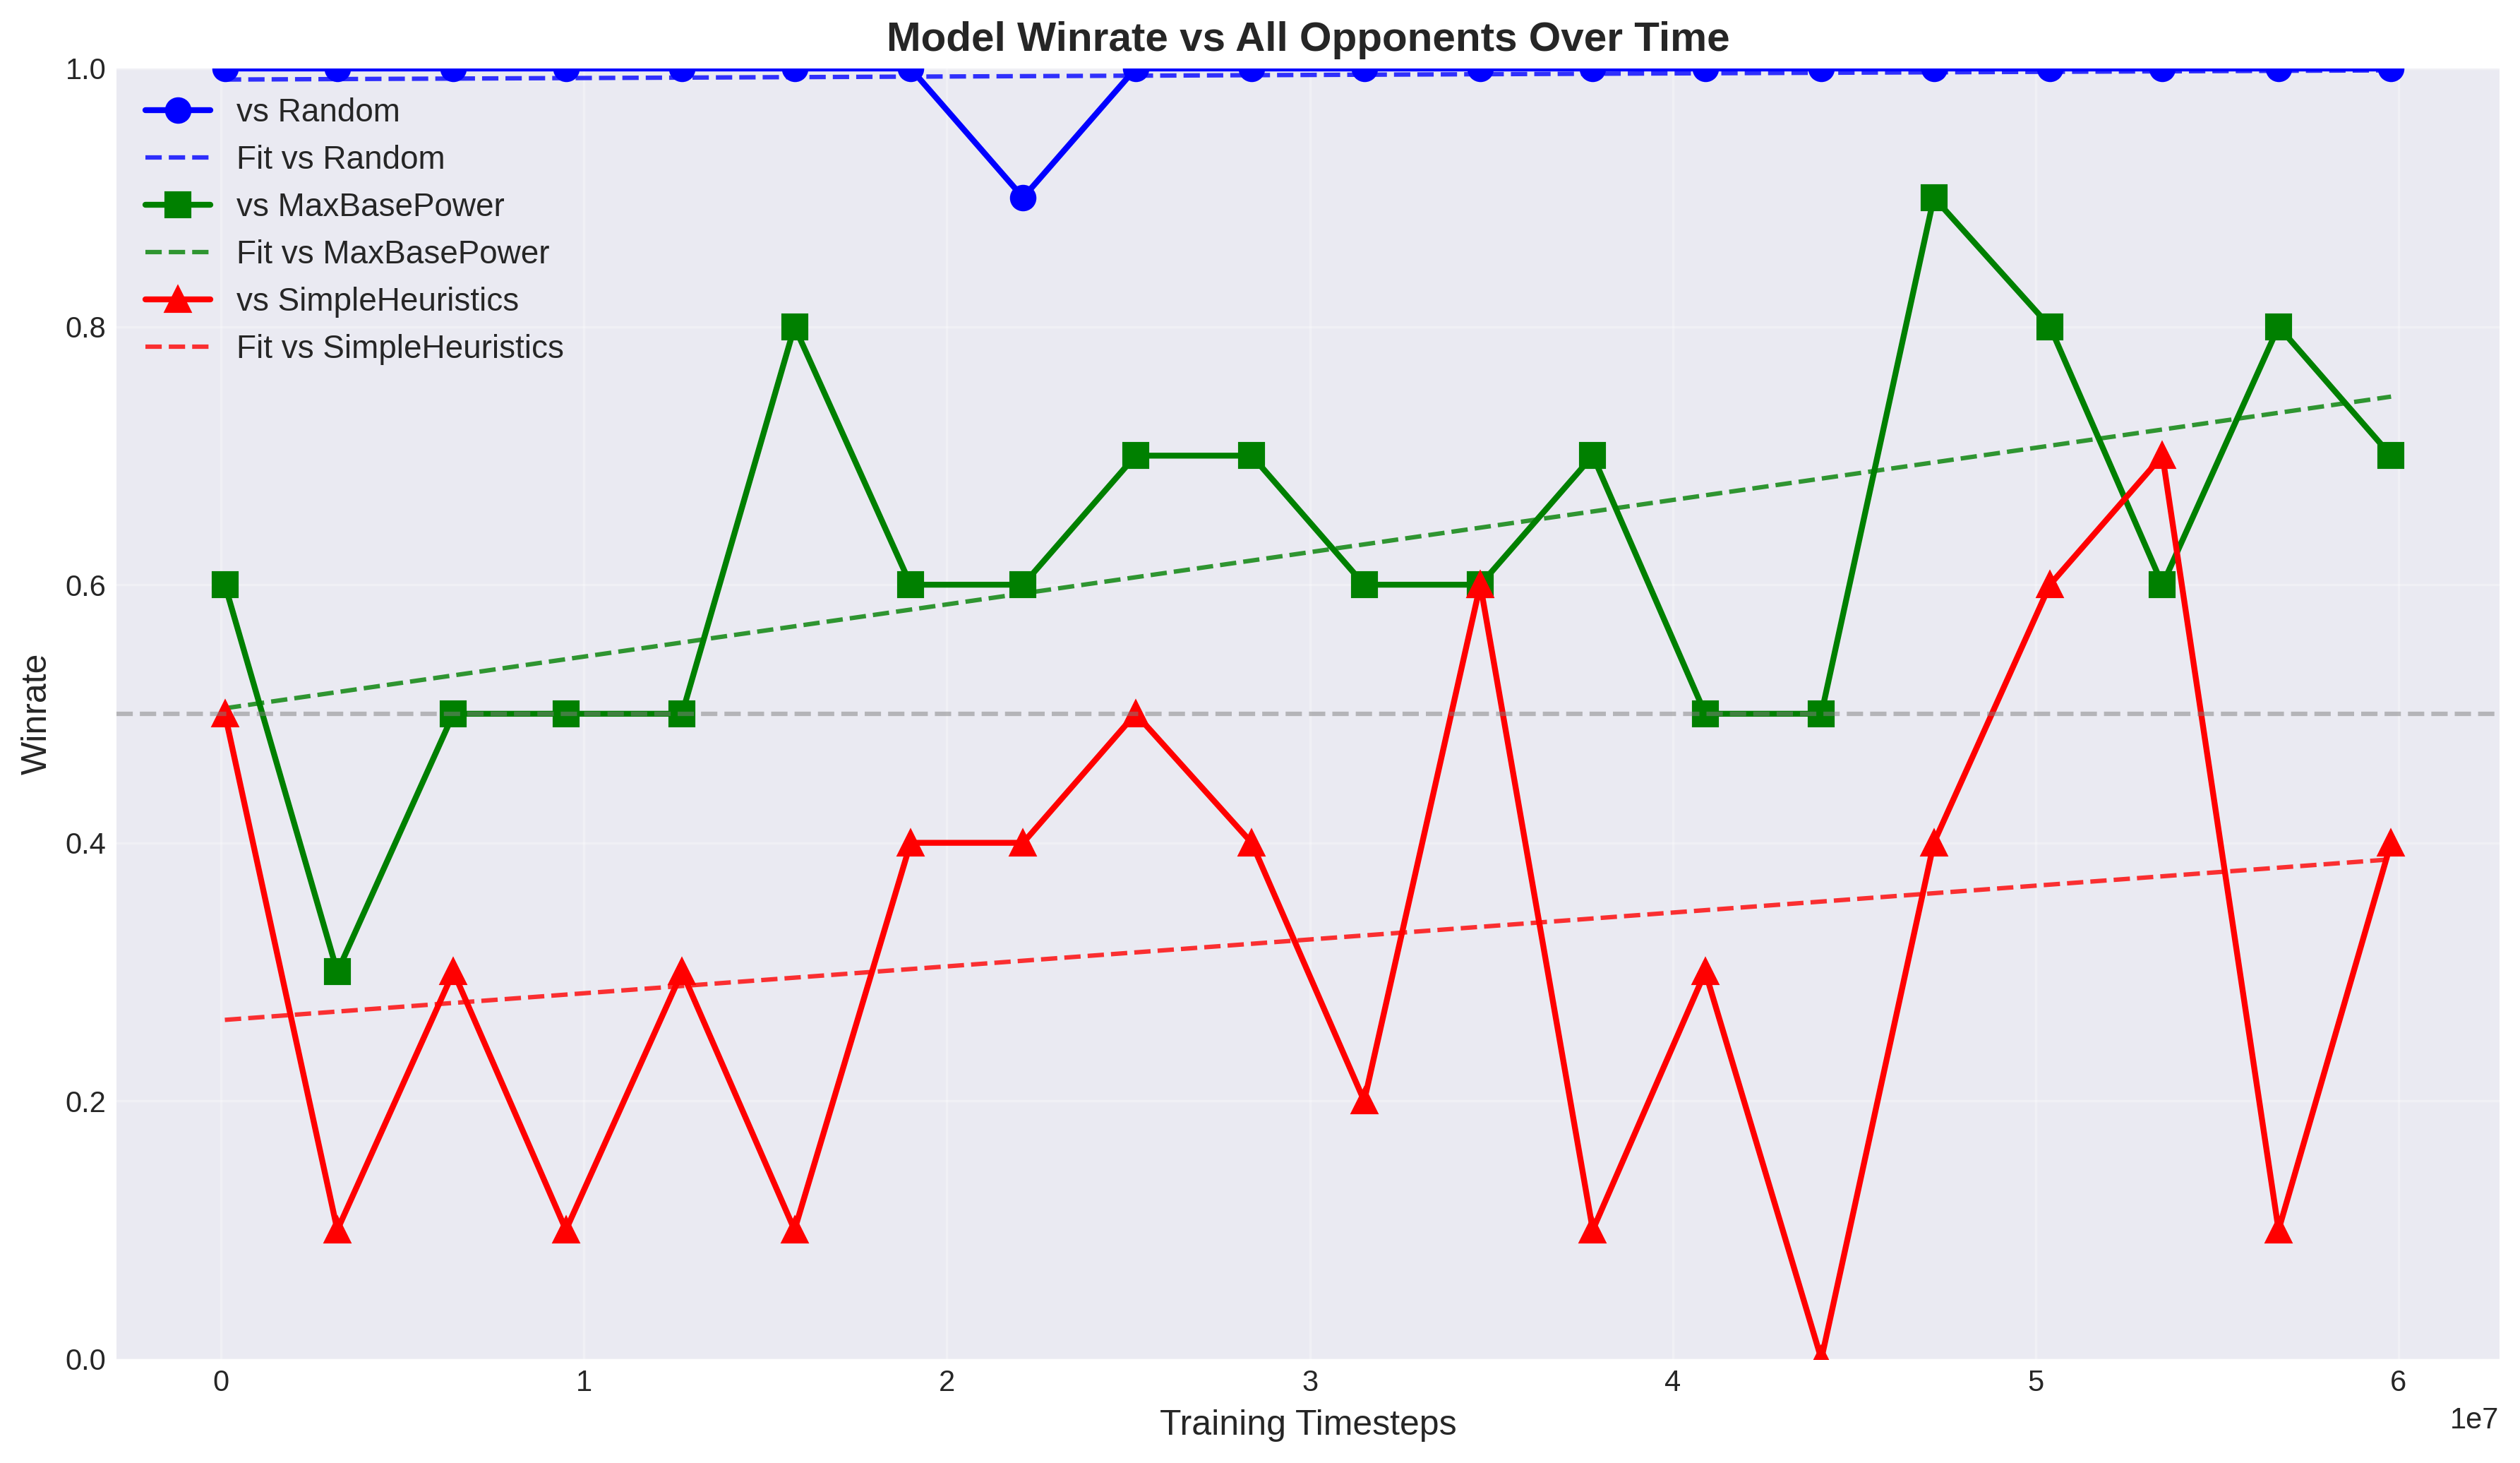 Model Winrate vs All Opponents Over Time
1.0
0.8
0.6
0.4
0.2
0.0
Winrate
vs Random
Fit vs Random
vs MaxBasePower
Fit vs MaxBasePower
vs SimpleHeuristics
Fit vs SimpleHeuristics
0 1 2 3 4 5 6
1e7
Training Timesteps